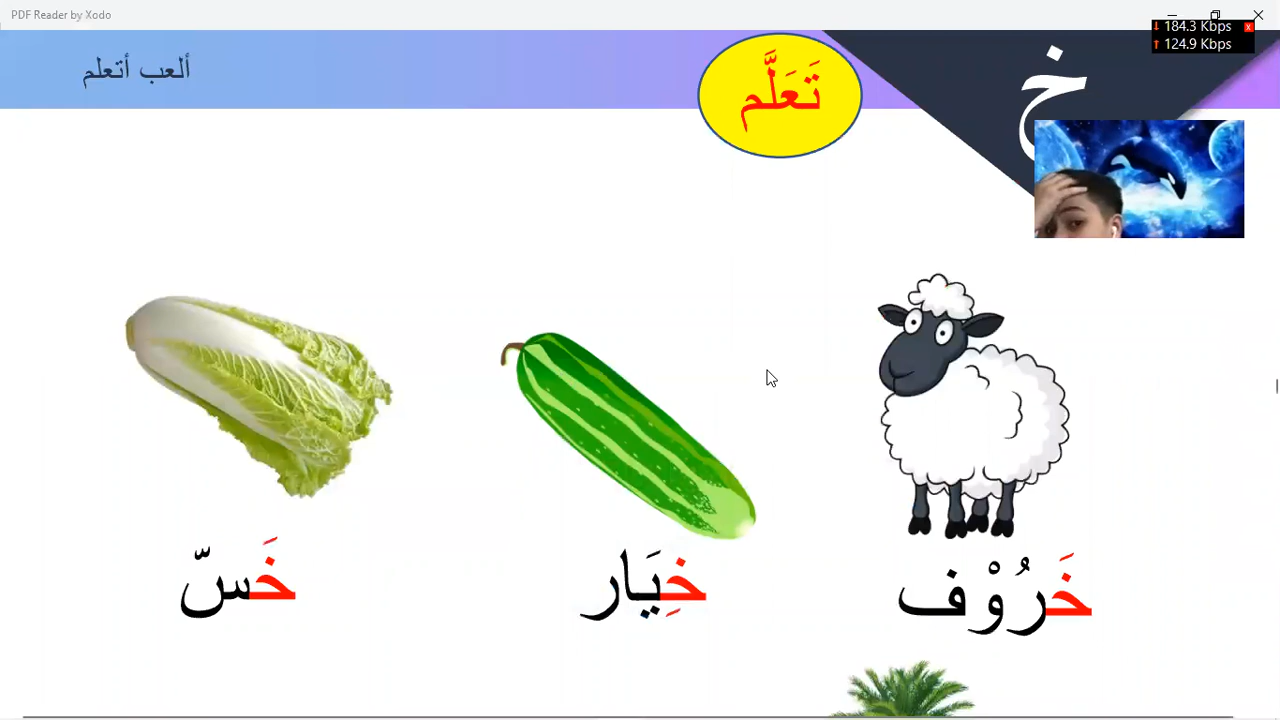 PDF Reader by Xodo
184.3 Kbps x
124.9 Kbps
ألعب أتعلم
تَعَلَّم
خ
خَرُوْف
خِيَار
خَسّ